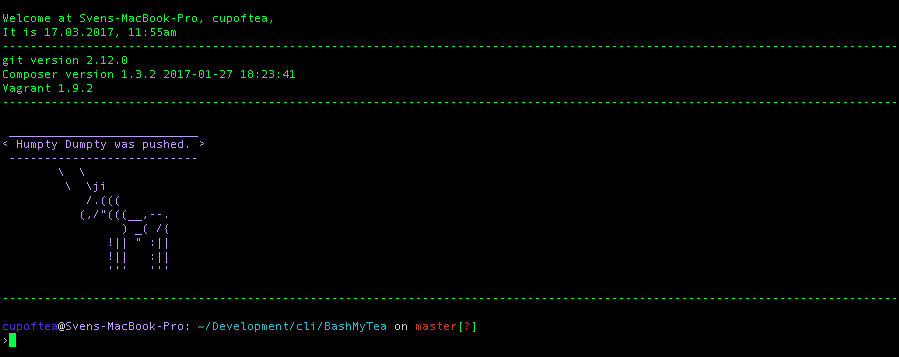 Welcome at Svens-MacBook-Pro, cupoftea,
It is 17.03.2017, 11:55am
--------------------------------------------------------------------------------------------------------------------------------
git version 2.12.0
Composer version 1.3.2 2017-01-27 18:23:41
Vagrant 1.9.2
--------------------------------------------------------------------------------------------------------------------------------
 ___________________________
< Humpty Dumpty was pushed. >
 ---------------------------
        \  \
         \  \ji
            /.(((
           (,/"(((__,--.
                 ) _( /{
               !|| " :||
               !||   :||
               '''   '''
--------------------------------------------------------------------------------------------------------------------------------
cupoftea@Svens-MacBook-Pro: ~/Development/cli/BashMyTea on master[?]
›